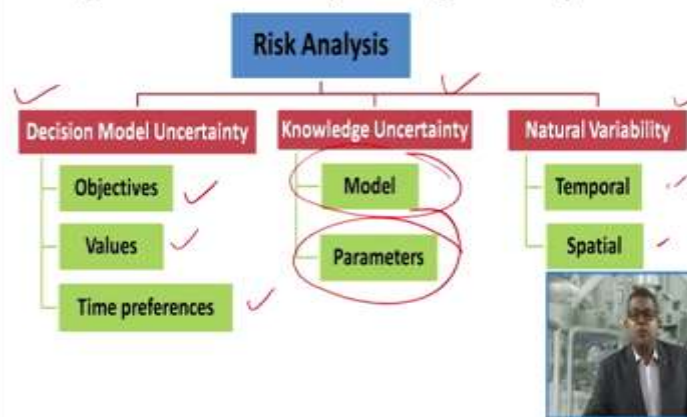 Risk Analysis
Decision Model Uncertainty
Knowledge Uncertainty
Natural Variability
Objectives
Model
Temporal
Values
Parameters
Spatial
Time preferences